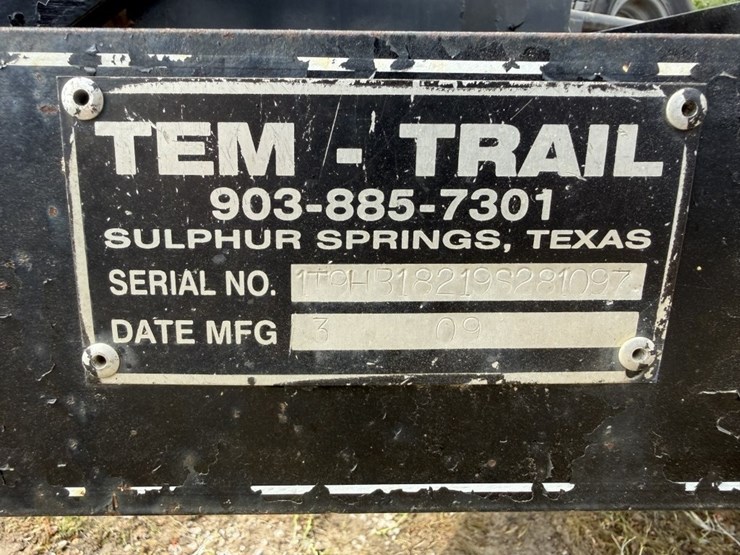 TEM - TRAIL
903-885-7301
SULPHUR SPRINGS, TEXAS
SERIAL NO. 1T9HB18219S281097
DATE MFG 3 09